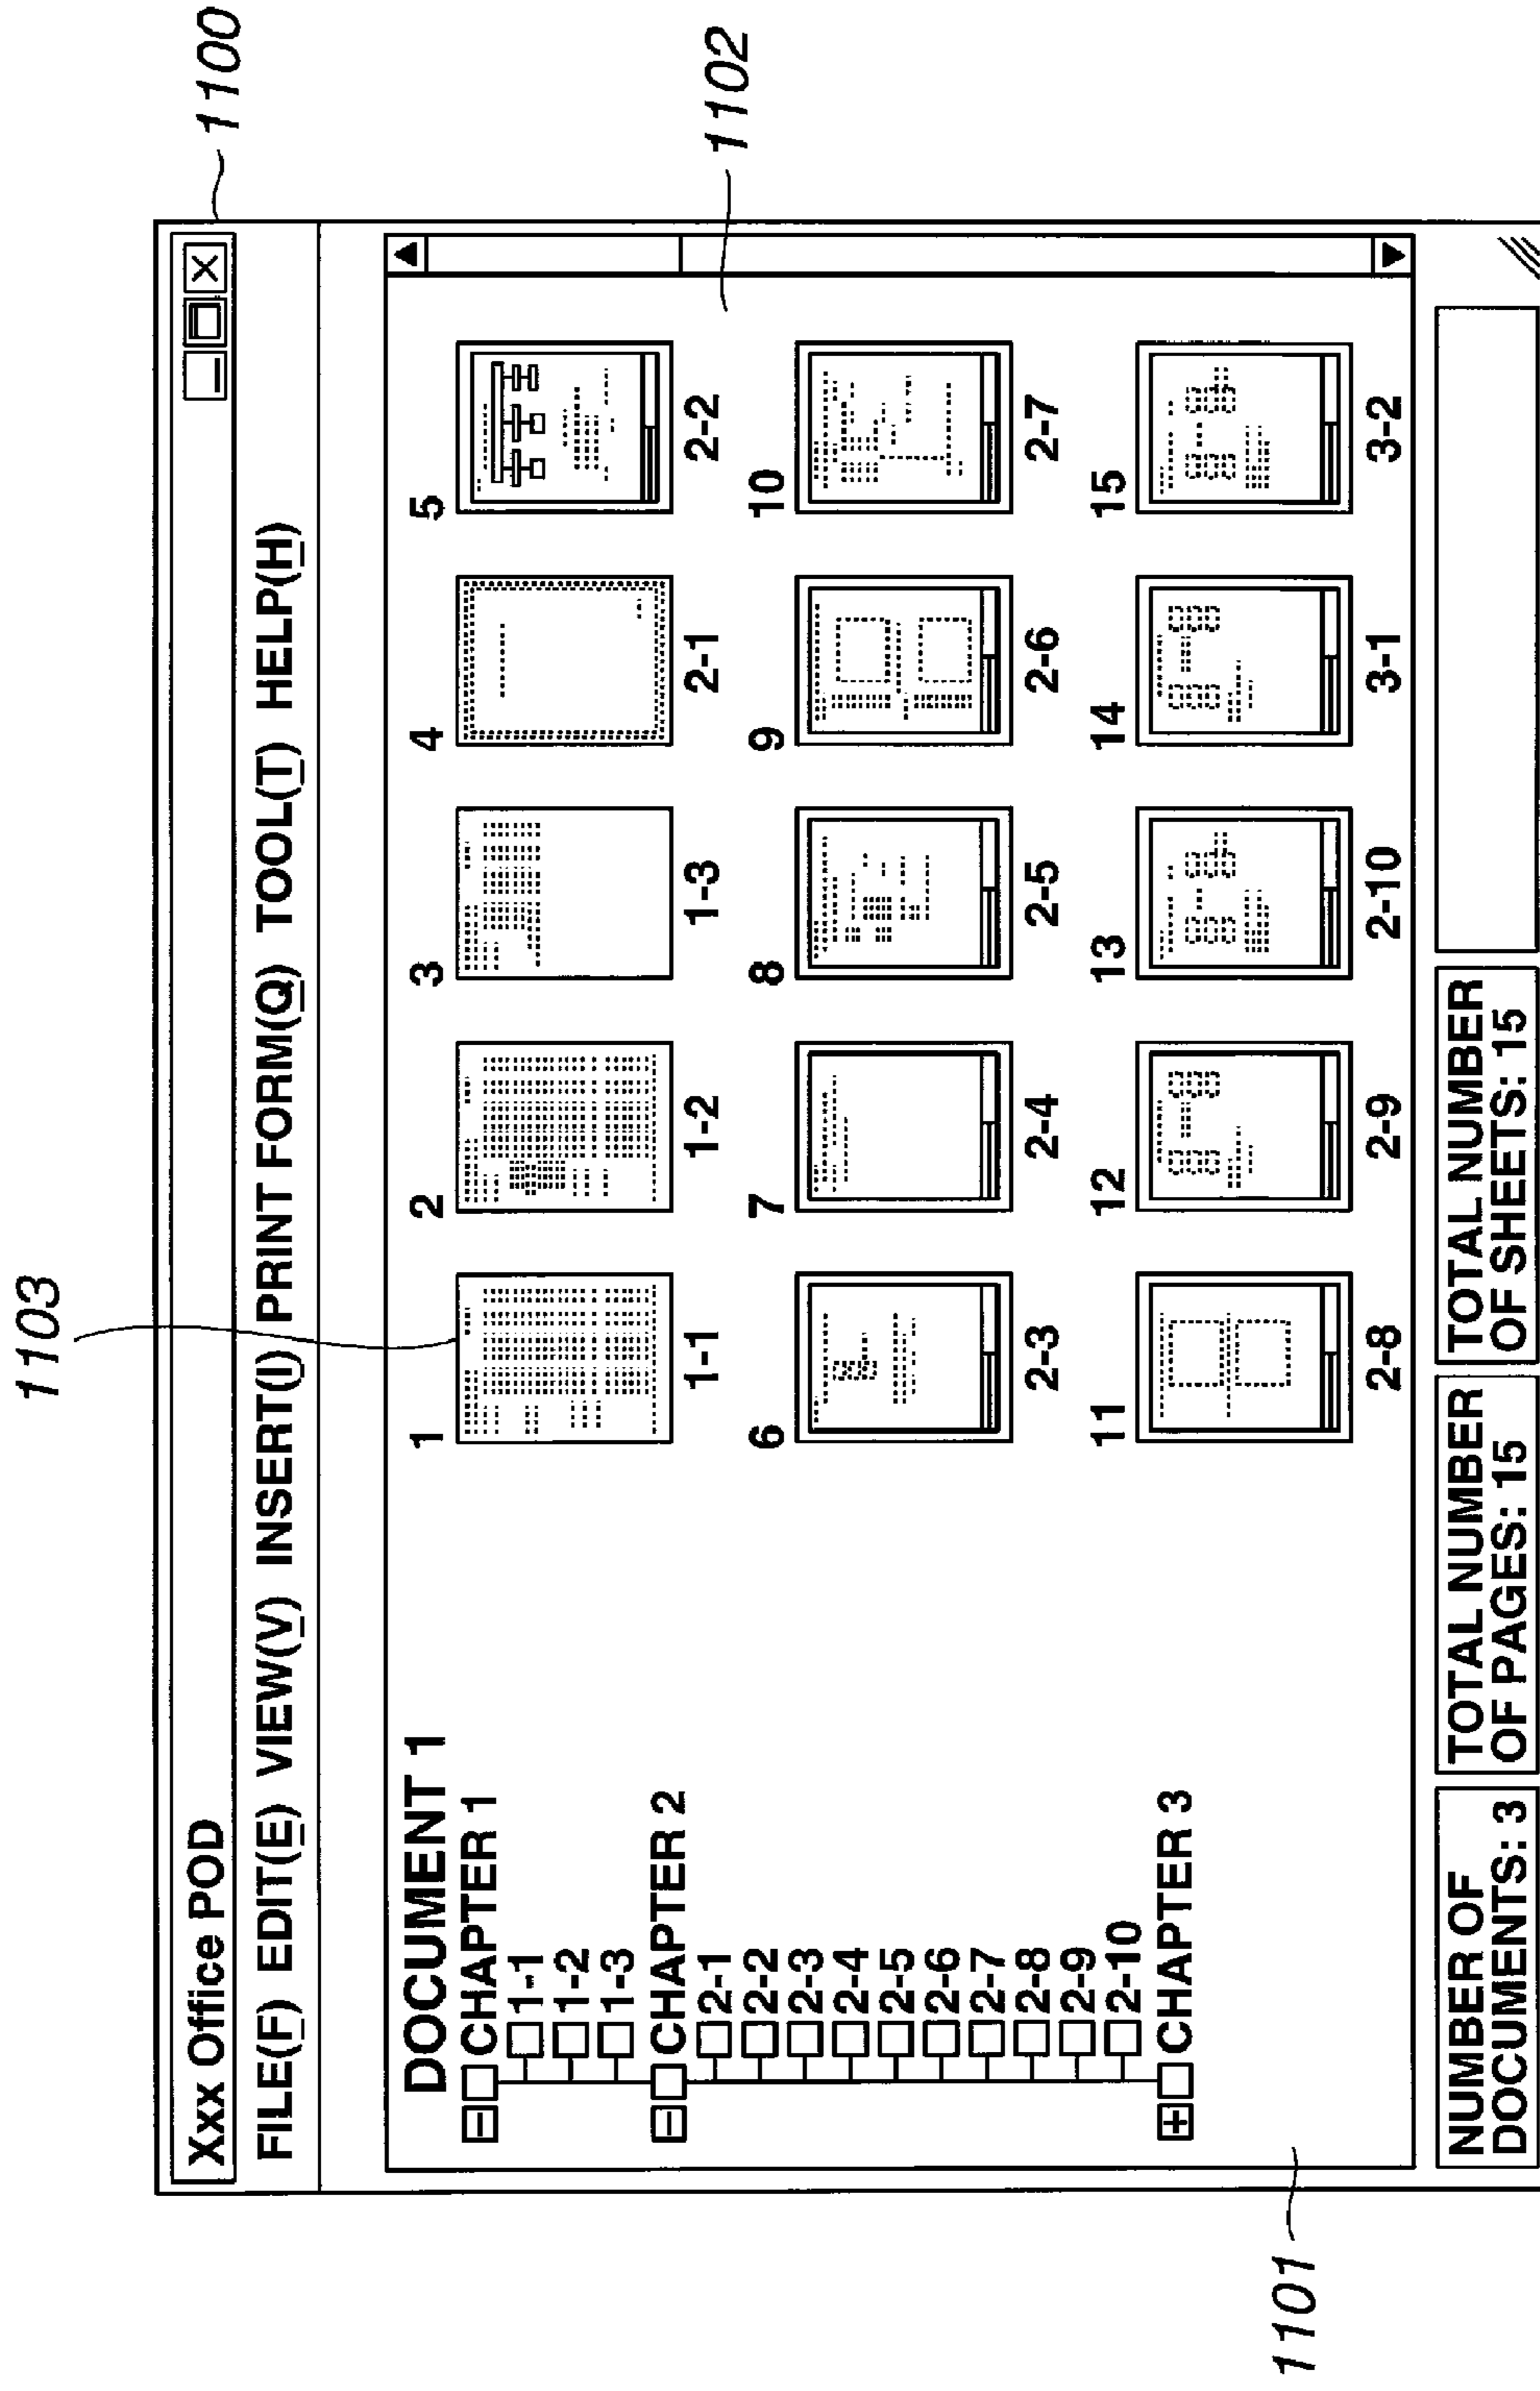 1103
1100
Xxx Office POD
FILE(F) EDIT(E) VIEW(V) INSERT(I) PRINT FORM(Q) TOOL(T) HELP(H)
1102
DOCUMENT 1
CHAPTER 1
1-1
1-2
1-3
CHAPTER 2
2-1
2-2
2-3
2-4
2-5
2-6
2-7
2-8
2-9
2-10
CHAPTER 3
1 2 3 4 5
1-1 1-2 1-3 2-1 2-2
6 7 8 9 10
2-3 2-4 2-5 2-6 2-7
11 12 13 14 15
2-8 2-9 2-10 3-1 3-2
1101
NUMBER OF
DOCUMENTS: 3
TOTAL NUMBER
OF PAGES: 15
TOTAL NUMBER
OF SHEETS: 15